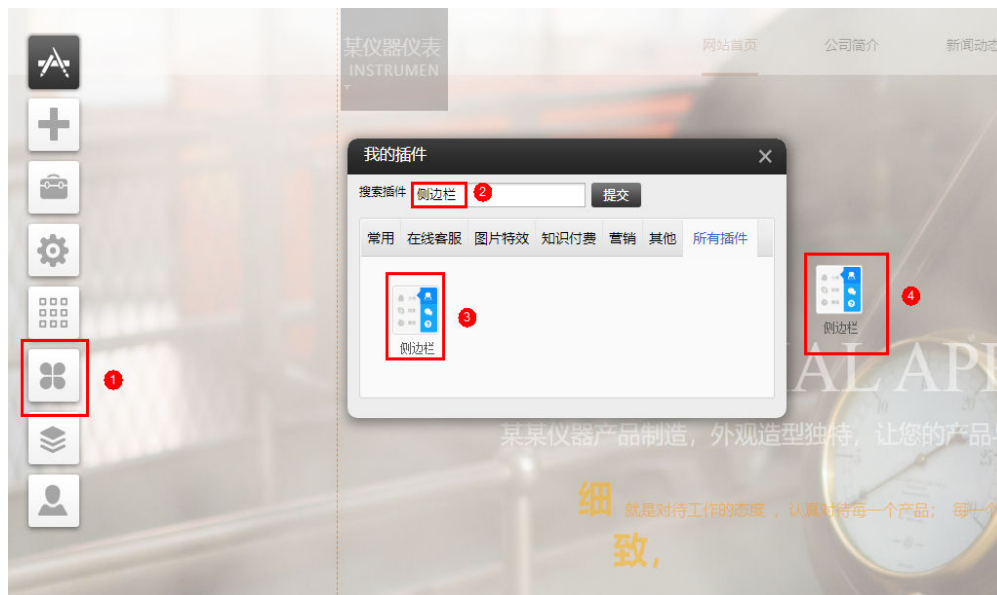 某仪器仪表
INSTRUMEN
网站首页 公司简介 新闻动态
我的插件
搜索插件 侧边栏 2 提交
常用 在线客服 图片特效 知识付费 营销 其他 所有插件
侧边栏 3
侧边栏 4
1
AL API
某某仪器产品制造，外观造型独特，让您的产品
细 就是对待工作的态度，认真对待每一个产品； 每一个
致，